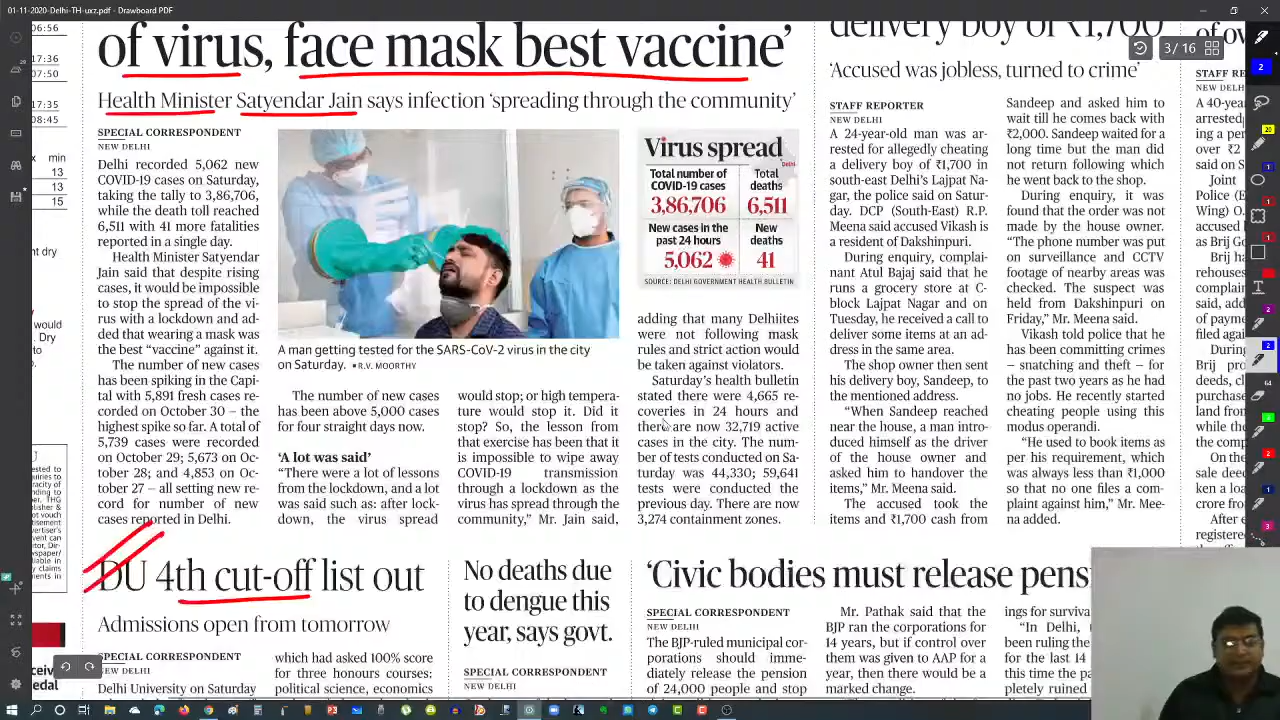 01-11-2020-Delhi-TH-uxz.pdf - Drawboard PDF
3 / 16
of virus, face mask best vaccine’
Health Minister Satyendar Jain says infection ‘spreading through the community’
SPECIAL CORRESPONDENT
NEW DELHI
Delhi recorded 5,062 new
COVID-19 cases on Saturday,
taking the tally to 3,86,706,
while the death toll reached
6,511 with 41 more fatalities
reported in a single day.
Health Minister Satyendar
Jain said that despite rising
cases, it would be impossible
to stop the spread of the vi-
rus with a lockdown and ad-
ded that wearing a mask was
the best “vaccine” against it.
The number of new cases
has been spiking in the Capi-
tal with 5,891 fresh cases re-
corded on October 30 – the
highest spike so far. A total of
5,739 cases were recorded
on October 29; 5,673 on Oc-
tober 28; and 4,853 on Oc-
tober 27 – all setting new re-
cord for number of new
cases reported in Delhi.
A man getting tested for the SARS-CoV-2 virus in the city
on Saturday. ▪R.V. MOORTHY
The number of new cases
has been above 5,000 cases
for four straight days now.
‘A lot was said’
“There were a lot of lessons
from the lockdown, and a lot
was said such as: after lock-
down, the virus spread
would stop; or high tempera-
ture would stop it. Did it
stop? So, the lesson from
that exercise has been that it
is impossible to wipe away
COVID-19 transmission
through a lockdown as the
virus has spread through the
community,” Mr. Jain said,
Virus spread
Delhi
Total number of
COVID-19 cases
3,86,706
Total
deaths
6,511
New cases in the
past 24 hours
5,062
New
deaths
41
SOURCE: DELHI GOVERNMENT HEALTH BULLETIN
adding that many Delhiites
were not following mask
rules and strict action would
be taken against violators.
Saturday’s health bulletin
stated there were 4,665 re-
coveries in 24 hours and
there are now 32,719 active
cases in the city. The num-
ber of tests conducted on Sa-
turday was 44,330; 59,641
tests were conducted the
previous day. There are now
3,274 containment zones.
delivery boy of ₹1,700
‘Accused was jobless, turned to crime’
STAFF REPORTER
NEW DELHI
A 24-year-old man was ar-
rested for allegedly cheating
a delivery boy of ₹1,700 in
south-east Delhi’s Lajpat Na-
gar, the police said on Satur-
day. DCP (South-East) R.P.
Meena said accused Vikash is
a resident of Dakshinpuri.
During enquiry, complai-
nant Atul Bajaj said that he
runs a grocery store at C-
block Lajpat Nagar and on
Tuesday, he received a call to
deliver some items at an ad-
dress in the same area.
The shop owner then sent
his delivery boy, Sandeep, to
the mentioned address.
“When Sandeep reached
near the house, a man intro-
duced himself as the driver
of the house owner and
asked him to handover the
items,” Mr. Meena said.
The accused took the
items and ₹1,700 cash from
Sandeep and asked him to
wait till he comes back with
₹2,000. Sandeep waited for a
long time but the man did
not return following which
he went back to the shop.
During enquiry, it was
found that the order was not
made by the house owner.
“The phone number was put
on surveillance and CCTV
footage of nearby areas was
checked. The suspect was
held from Dakshinpuri on
Friday,” Mr. Meena said.
Vikash told police that he
has been committing crimes
– snatching and theft – for
the past two years as he had
no jobs. He recently started
cheating people using this
modus operandi.
“He used to book items as
per his requirement, which
was always less than ₹1,000
so that no one files a com-
plaint against him,” Mr. Mee-
na added.
DU 4th cut-off list out
Admissions open from tomorrow
SPECIAL CORRESPONDENT
NEW DELHI
Delhi University on Saturday
which had asked 100% score
for three honours courses;
political science, economics
No deaths due
to dengue this
year, says govt.
SPECIAL CORRESPONDENT
NEW DELHI
‘Civic bodies must release pens
SPECIAL CORRESPONDENT
NEW DELHI
The BJP-ruled municipal cor-
porations should imme-
diately release the pension
of 24,000 people and stop
Mr. Pathak said that the
BJP ran the corporations for
14 years, but if control over
them was given to AAP for a
year, then there would be a
marked change.
ings for surviva
“In Delhi,
been ruling the
for the last 14
this time the pa
pletely ruined